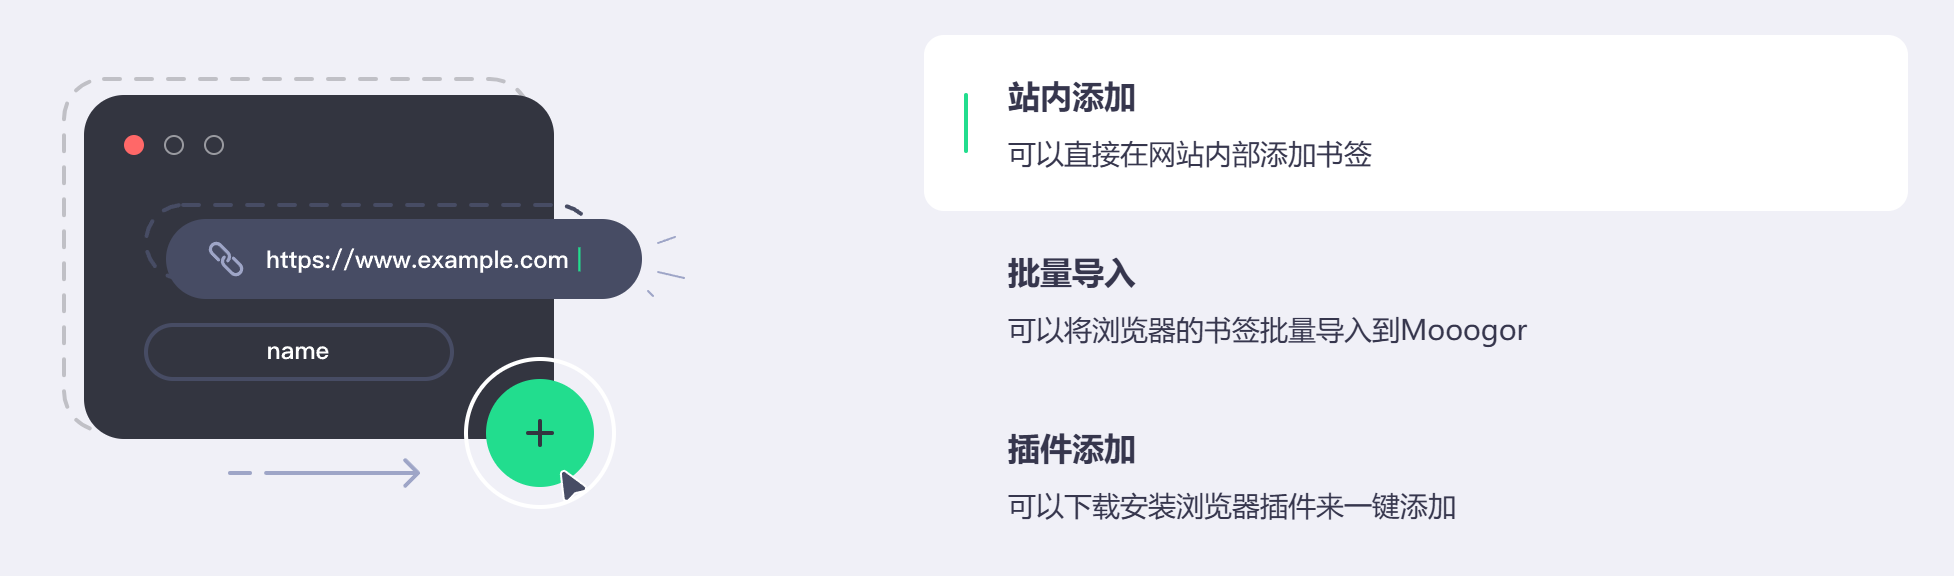 https://www.example.com
name
站内添加
可以直接在网站内部添加书签
批量导入
可以将浏览器的书签批量导入到Mooogor
插件添加
可以下载安装浏览器插件来一键添加